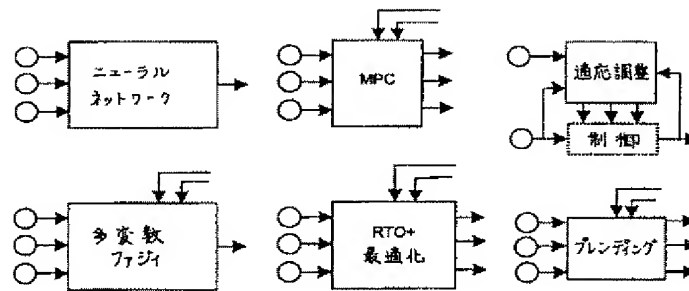 ニューラル
ネットワーク
MPC
適応調整
制御
多変数
ファジィ
RTO+
最適化
ブレンディング